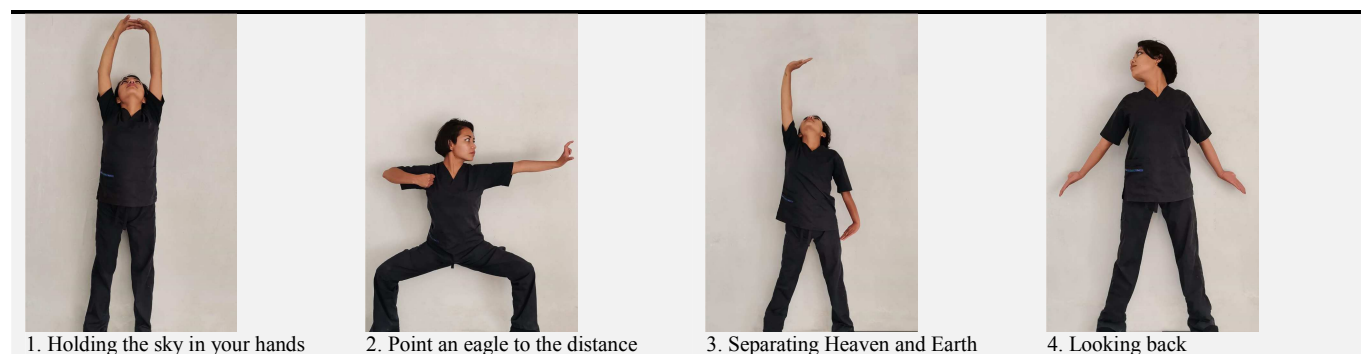 1. Holding the sky in your hands
2. Point an eagle to the distance
3. Separating Heaven and Earth
4. Looking back